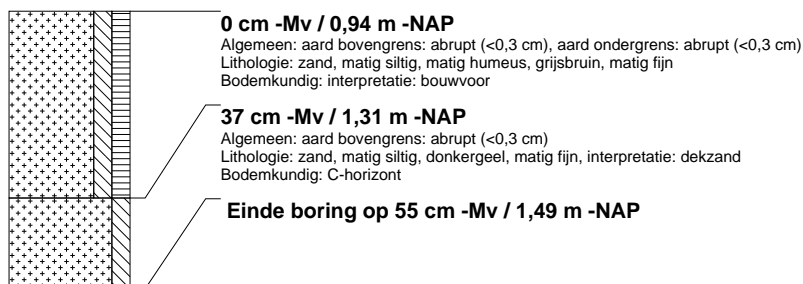 0 cm -Mv / 0,94 m -NAP
Algemeen: aard bovengrens: abrupt (<0,3 cm), aard ondergrens: abrupt (<0,3 cm)
Lithologie: zand, matig siltig, matig humeus, grijsbruin, matig fijn
Bodemkundig: interpretatie: bouwvoor
37 cm -Mv / 1,31 m -NAP
Algemeen: aard bovengrens: abrupt (<0,3 cm)
Lithologie: zand, matig siltig, donkergeel, matig fijn, interpretatie: dekzand
Bodemkundig: C-horizont
Einde boring op 55 cm -Mv / 1,49 m -NAP